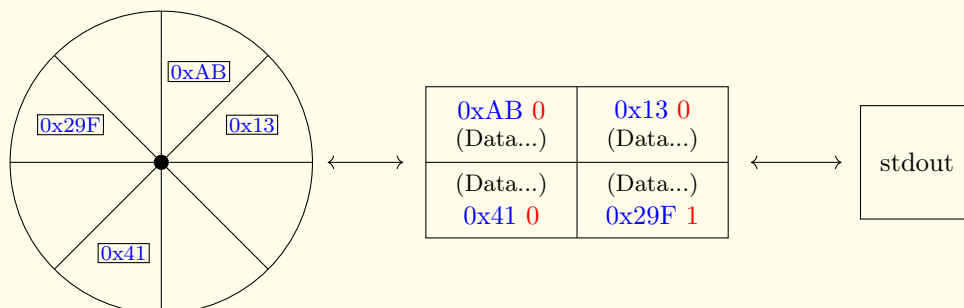 0xAB
0x29F
0x13
0x41
0xAB 0
(Data...)
0x13 0
(Data...)
(Data...)
0x41 0
(Data...)
0x29F 1
stdout